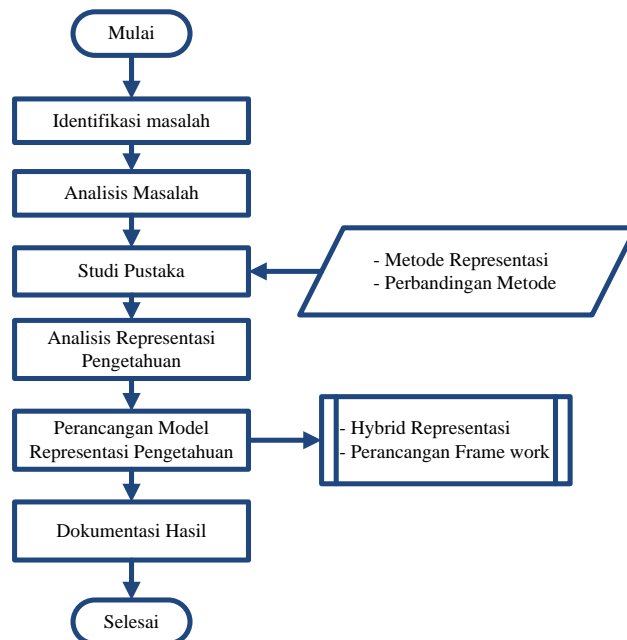 Mulai
Identifikasi masalah
Analisis Masalah
Studi Pustaka
- Metode Representasi
- Perbandingan Metode
Analisis Representasi
Pengetahuan
Perancangan Model
Representasi Pengetahuan
- Hybrid Representasi
- Perancangan Frame work
Dokumentasi Hasil
Selesai